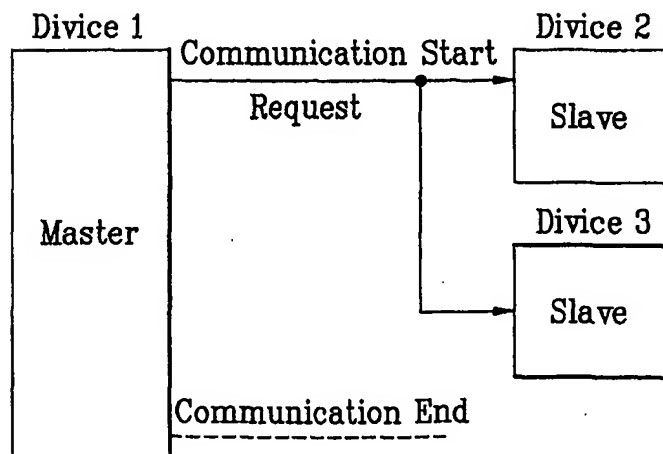 Divice 1
Communication Start
Request
Divice 2
Slave
Master
Divice 3
Slave
Communication End